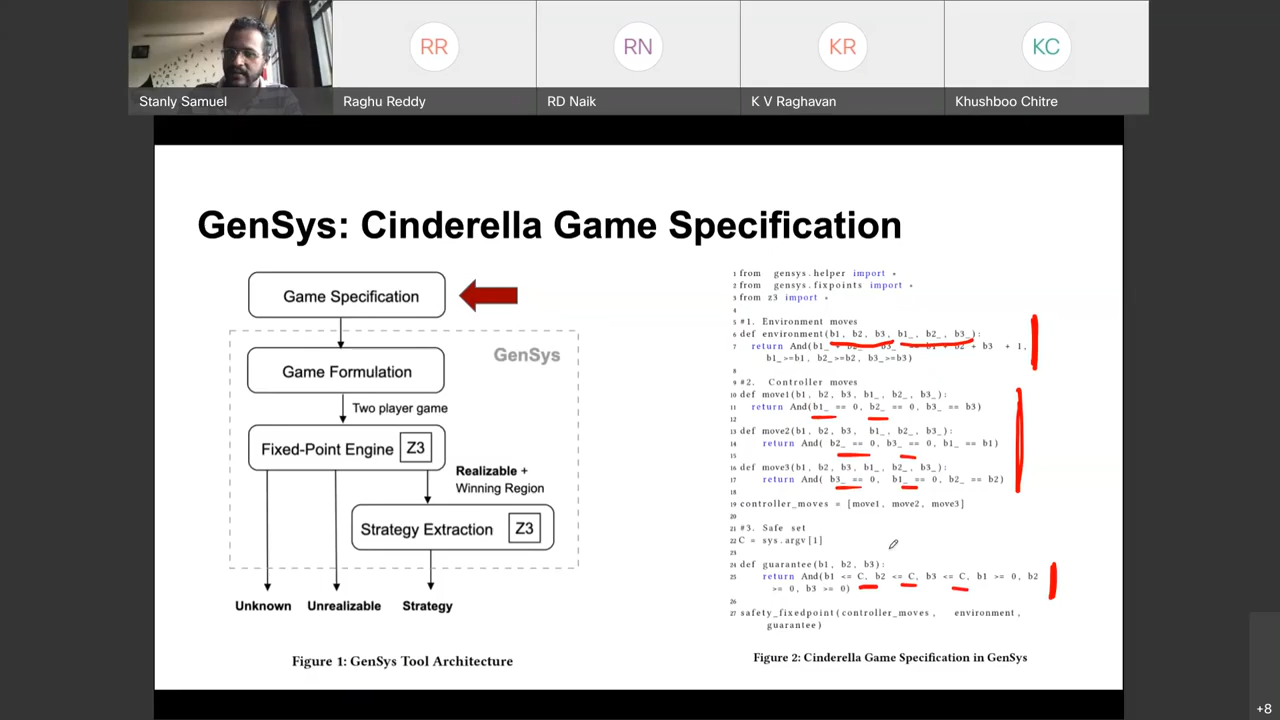 RR
RN
KR
KC
Stanly Samuel
Raghu Reddy
RD Naik
K V Raghavan
Khushboo Chitre
GenSys: Cinderella Game Specification
Game Specification
GenSys
Game Formulation
Two player game
Fixed-Point Engine Z3
Realizable +
Winning Region
Strategy Extraction Z3
Unknown Unrealizable Strategy
Figure 1: GenSys Tool Architecture
1 from gensys.helper import *
2 from gensys.fixpoints import *
3 from z3 import *
4
5 #1. Environment moves
6 def environment(b1, b2, b3, b1_, b2_, b3_):
7 return And(b1_ + b2_ + b3_ == b1 + b2 + b3 + 1,
b1_>=b1, b2_>=b2, b3_>=b3)
8
9 #2. Controller moves
10 def move1(b1, b2, b3, b1_, b2_, b3_):
11 return And(b1_ == 0, b2_ == 0, b3_ == b3)
12
13 def move2(b1, b2, b3, b1_, b2_, b3_):
14 return And( b2_ == 0, b3_ == 0, b1_ == b1)
15
16 def move3(b1, b2, b3, b1_, b2_, b3_):
17 return And( b3_ == 0, b1_ == 0, b2_ == b2)
18
19 controller_moves = [move1, move2, move3]
20
21 #3. Safe set
22 C = sys.argv[1]
23
24 def guarantee(b1, b2, b3):
25 return And(b1 <= C, b2 <= C, b3 <= C, b1 >= 0, b2
>= 0, b3 >= 0)
26
27 safety_fixedpoint(controller_moves, environment,
guarantee)
Figure 2: Cinderella Game Specification in GenSys
+8